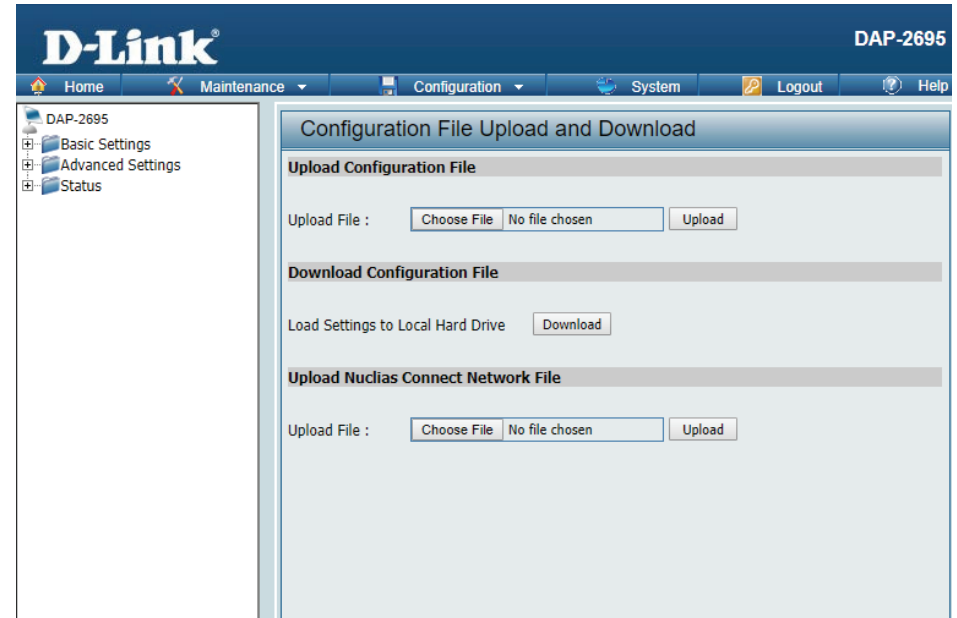 D-Link®
DAP-2695
Home Maintenance Configuration System Logout Help
DAP-2695
Basic Settings
Advanced Settings
Status
Configuration File Upload and Download
Upload Configuration File
Upload File : Choose File No file chosen Upload
Download Configuration File
Load Settings to Local Hard Drive Download
Upload Nuclias Connect Network File
Upload File : Choose File No file chosen Upload